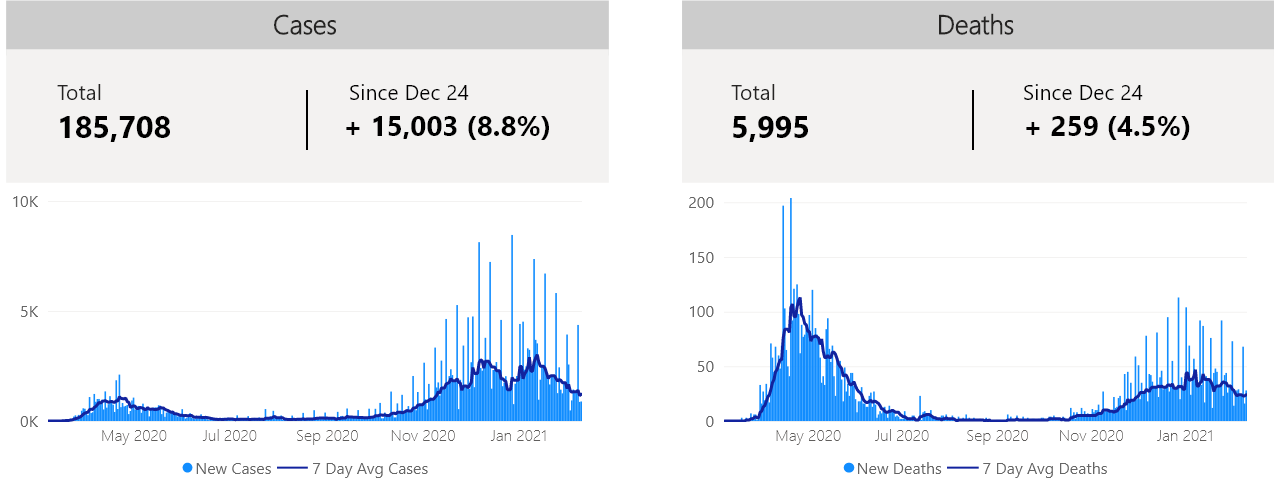 Cases
Total
185,708
Since Dec 24
+ 15,003 (8.8%)
10K
5K
0K
May 2020 Jul 2020 Sep 2020 Nov 2020 Jan 2021
New Cases 7 Day Avg Cases
Deaths
Total
5,995
Since Dec 24
+ 259 (4.5%)
200
150
100
50
0
May 2020 Jul 2020 Sep 2020 Nov 2020 Jan 2021
New Deaths 7 Day Avg Deaths